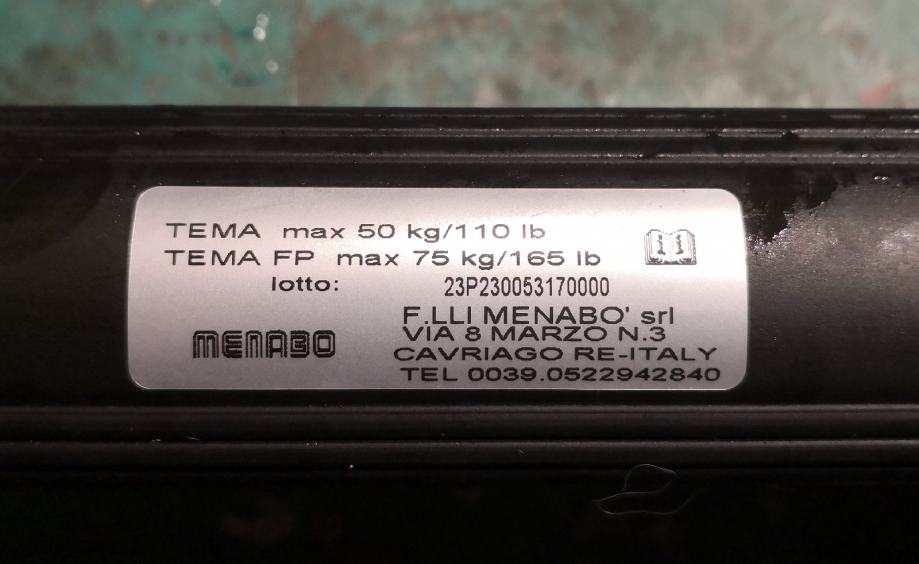 TEMA max 50 kg/110 lb
TEMA FP max 75 kg/165 lb
lotto: 23P230053170000
F.LLI MENABO' srl
VIA 8 MARZO N.3
MENABO
CAVRIAGO RE-ITALY
TEL 0039.0522942840